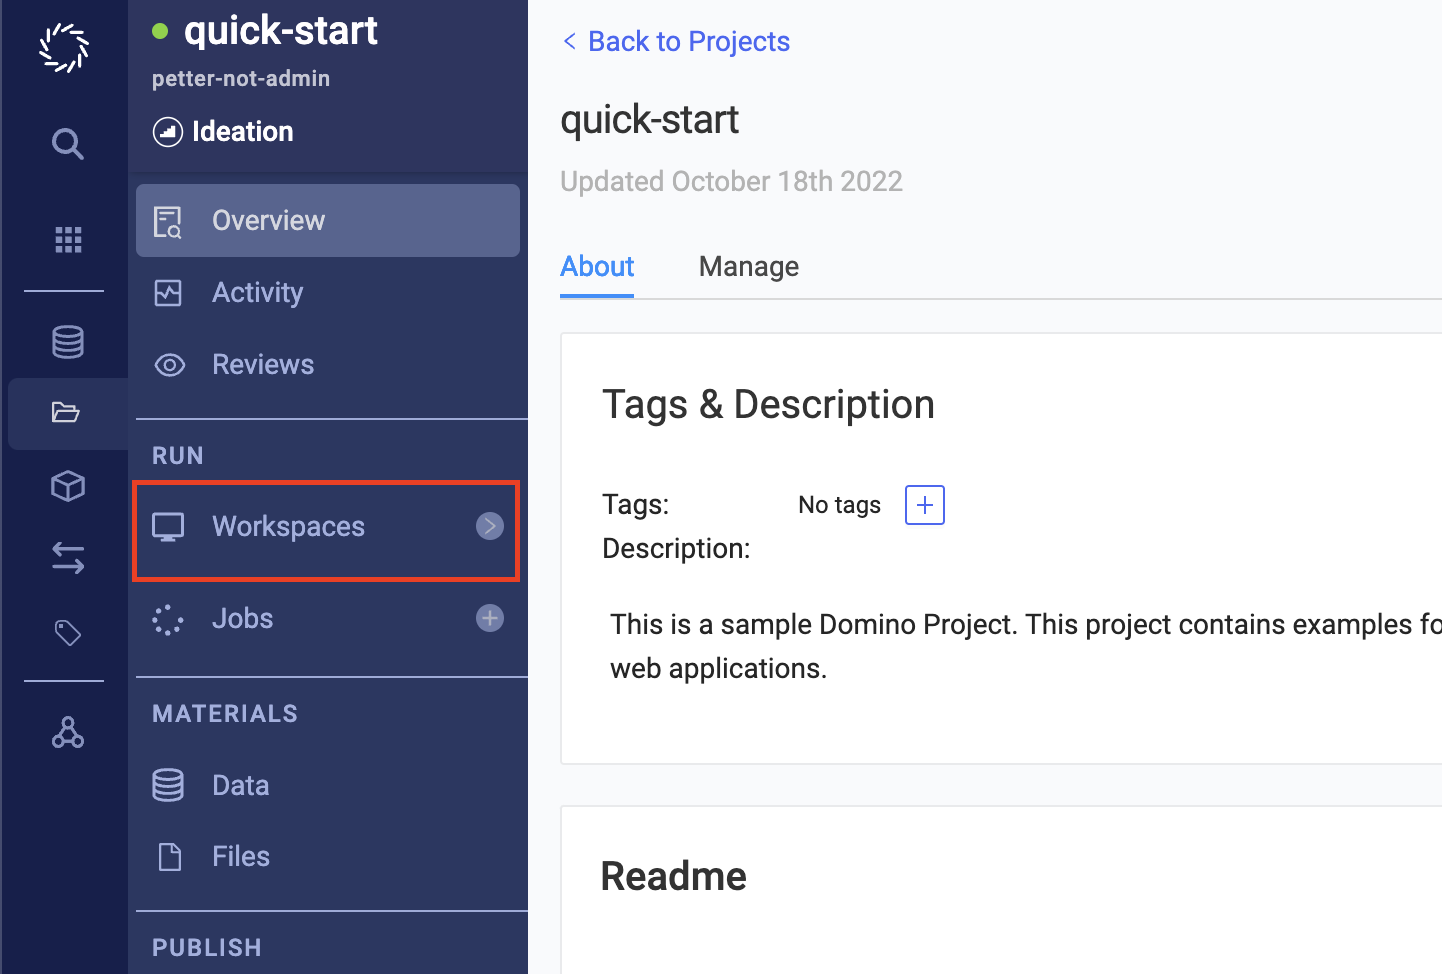 quick-start
petter-not-admin
Ideation
Overview
Activity
Reviews
RUN
Workspaces
Jobs
MATERIALS
Data
Files
PUBLISH
Back to Projects
quick-start
Updated October 18th 2022
About Manage
Tags & Description
Tags: No tags
Description:
This is a sample Domino Project. This project contains examples fo
web applications.
Readme